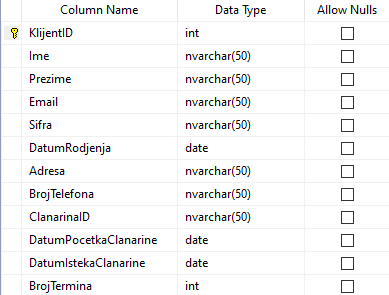 Column Name Data Type Allow Nulls
KlijentID int
Ime nvarchar(50)
Prezime nvarchar(50)
Email nvarchar(50)
Sifra nvarchar(50)
DatumRodjenja date
Adresa nvarchar(50)
BrojTelefona nvarchar(50)
ClanarinaID nvarchar(50)
DatumPocetkaClanarine date
DatumIstekaClanarine date
BrojTermina int